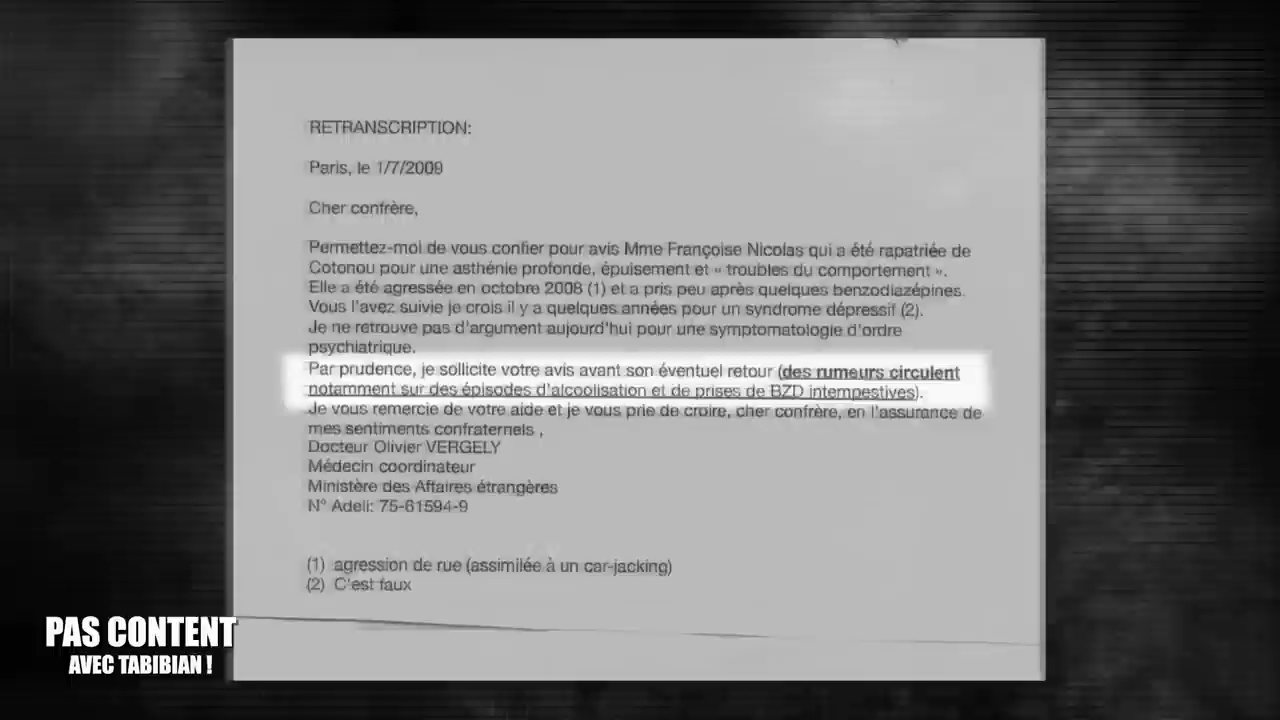 RETRANSCRIPTION:
Paris, le 1/7/2009
Cher confrère,
Permettez-moi de vous confier pour avis Mme Françoise Nicolas qui a été rapatriée de
Cotonou pour une asthénie profonde, épuisement et « troubles du comportement ».
Elle a été agressée en octobre 2008 (1) et a pris peu après quelques benzodiazépines.
Vous l'avez suivie je crois il y a quelques années pour un syndrome dépressif (2).
Je ne retrouve pas d'argument aujourd'hui pour une symptomatologie d'ordre
psychiatrique.
Par prudence, je sollicite votre avis avant son éventuel retour (des rumeurs circulent
notamment sur des épisodes d'alcoolisation et de prises de BZD intempestives).
Je vous remercie de votre aide et je vous prie de croire, cher confrère, en l'assurance de
mes sentiments confraternels ,
Docteur Olivier VERGELY
Médecin coordinateur
Ministère des Affaires étrangères
N° Adeli: 75-61594-9
(1) agression de rue (assimilée à un car-jacking)
(2) C'est faux
PAS CONTENT
AVEC TABIBIAN !